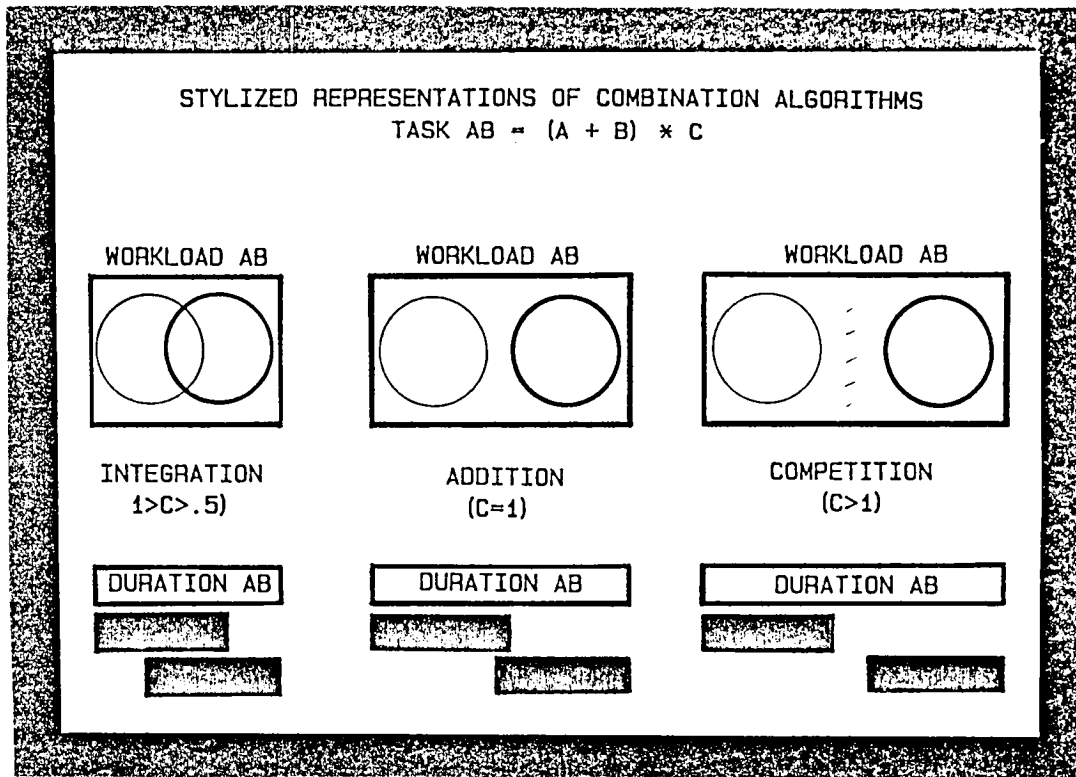 STYLIZED REPRESENTATIONS OF COMBINATION ALGORITHMS
TASK AB = (A + B) * C
WORKLOAD AB
WORKLOAD AB
WORKLOAD AB
INTEGRATION
1>C>.5)
ADDITION
(C=1)
COMPETITION
(C>1)
DURATION AB
DURATION AB
DURATION AB